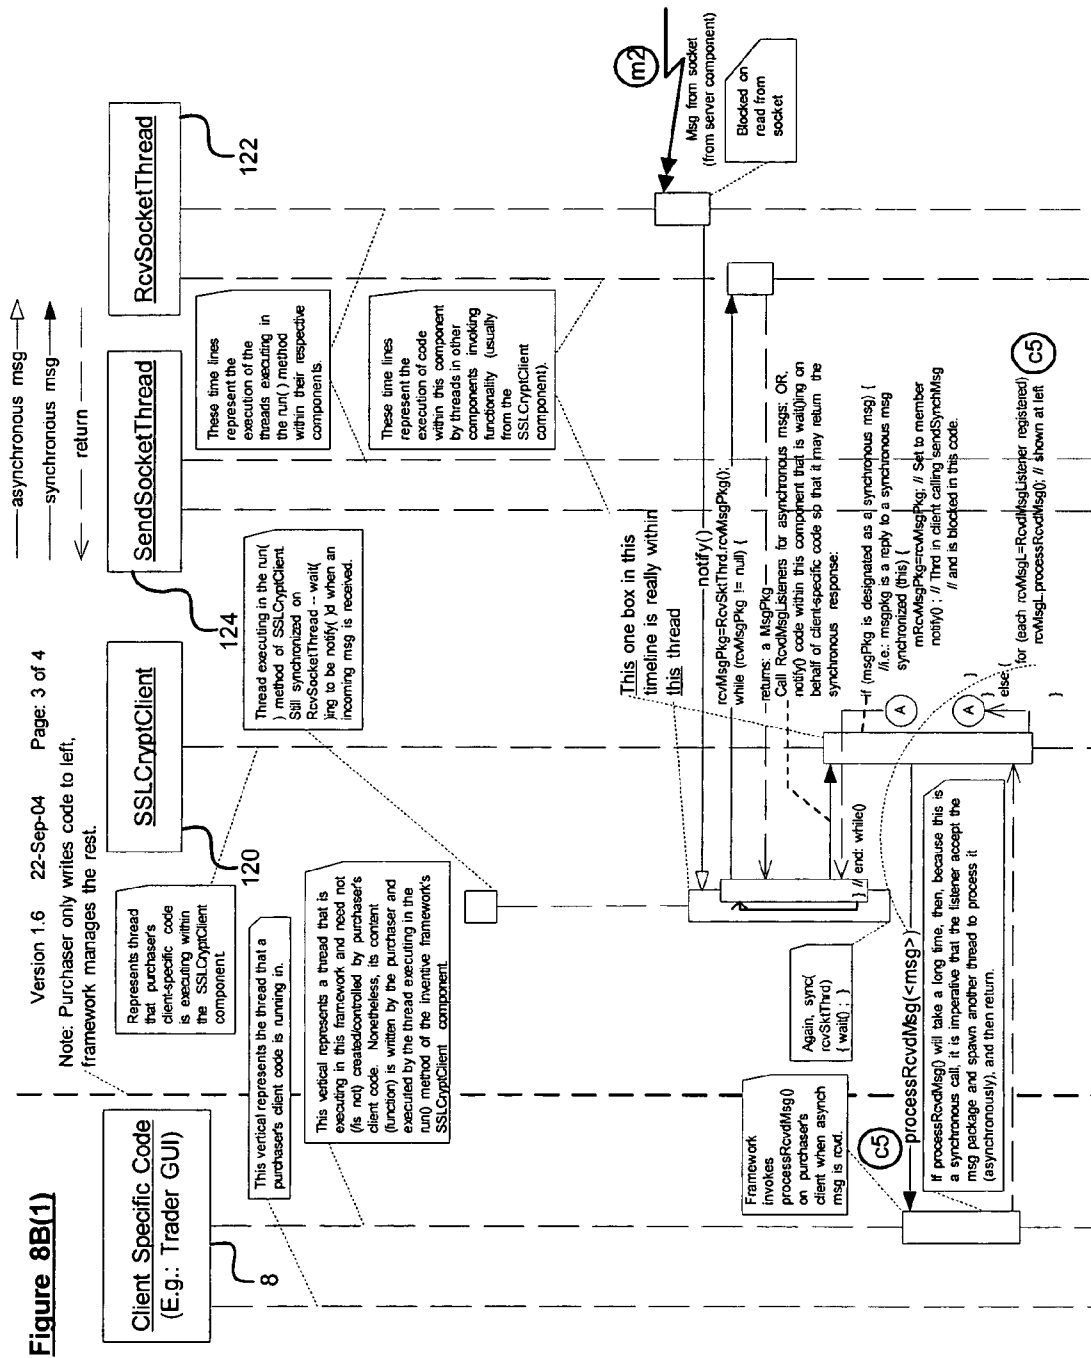 Figure 8B(1)
Version 1.6 22-Sep-04 Page: 3 of 4
Note: Purchaser only writes code to left,
framework manages the rest.
asynchronous msg
synchronous msg
return
Client Specific Code
(E.g.: Trader GUI)
8
SSLCryptClient
120
SendSocketThread
124
RcvSocketThread
122
Represents thread
that purchaser's
client-specific code
is executing within
the SSLCryptClient
component.
This vertical represents the thread that a
purchaser's client code is running in.
This vertical represents a thread that is
executing in this framework and need not
(/is not) created/controlled by purchaser's
client code. Nonetheless, its content
(function) is written by the purchaser and
executed by the thread executing in the
run() method of the inventive framework's
SSLCryptClient component.
Thread executing in the run(
) method of SSLCryptClient
Still synchronized on
RcvSocketThread -- wait(
)ing to be notify( )d when an
incoming msg is received.
These time lines
represent the
execution of the
threads executing in
the run( ) method
within their respective
components.
These time lines
represent the
execution of code
within this component
by threads in other
components invoking
functionality (usually
from the
SSLCryptClient
component).
m2
Msg from socket
(from server component)
Blocked on
read from
socket
This one box in this
timeline is really within
this thread
notify()
rcvMsgPkg=RcvSktThrd.rcvMsgPkg();
while (rcvMsgPkg != null) {
returns: a MsgPkg
Call RcvdMsgListeners for asynchronous msgs; OR,
notify() code within this component that is wait()ing on
behalf of client-specific code so that it may return the
synchronous response:
if (msgPkg is designated as a synchronous msg) {
//i.e.: msgpkg is a reply to a synchronous msg
synchronized (this) {
mRcvMsgPkg=rcvMsgPkg; // Set to member
notify() ; // Thrd in client calling sendSynchMsg
// and is blocked in this code.
}
} else {
for (each rcvMsgL=RcvdMsgListener registered)
rcvMsgL.processRcvdMsg(); // shown at left
}
c5
A
A
} // end: while()
Again, sync(
rcvSktThrd)
{ wait() ; }
Framework
invokes
processRcvdMsg()
on purchaser's
client when asynch
msg is rcvd.
c5
processRcvdMsg(<msg>)
If processRcvdMsg() will take a long time, then, because this is
a synchronous call, it is imperative that the listener accept the
msg package and spawn another thread to process it
(asynchronously), and then return.